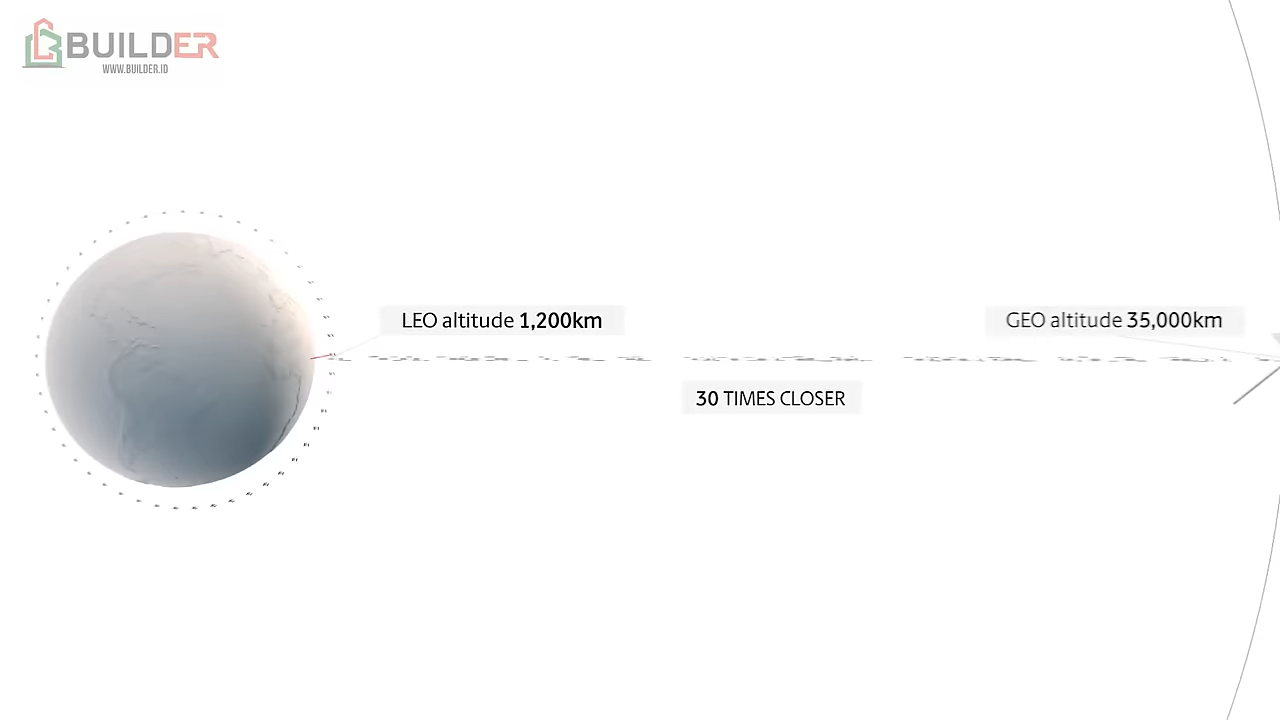 BUILDER
WWW.BUILDER.ID
LEO altitude 1,200km
GEO altitude 35,000km
30 TIMES CLOSER